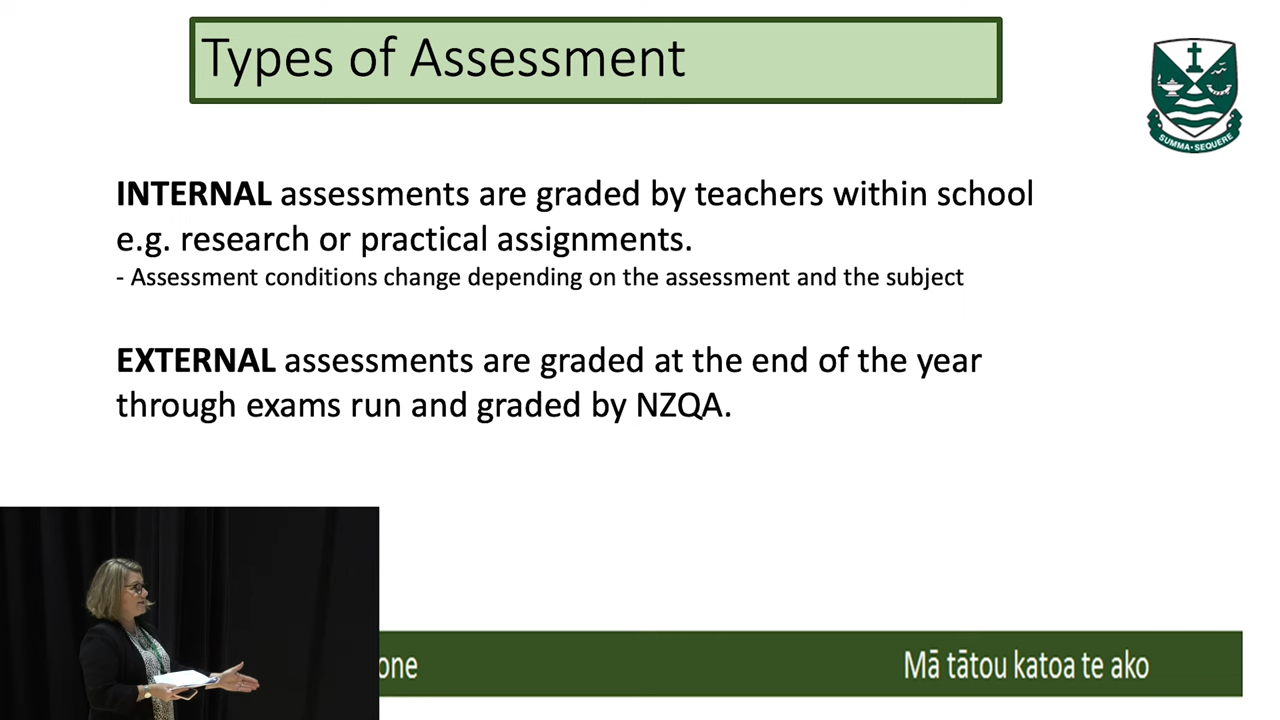 Types of Assessment
SUMMA • SEQUERE
INTERNAL assessments are graded by teachers within school
e.g. research or practical assignments.
- Assessment conditions change depending on the assessment and the subject
EXTERNAL assessments are graded at the end of the year
through exams run and graded by NZQA.
one
Mā tātou katoa te ako